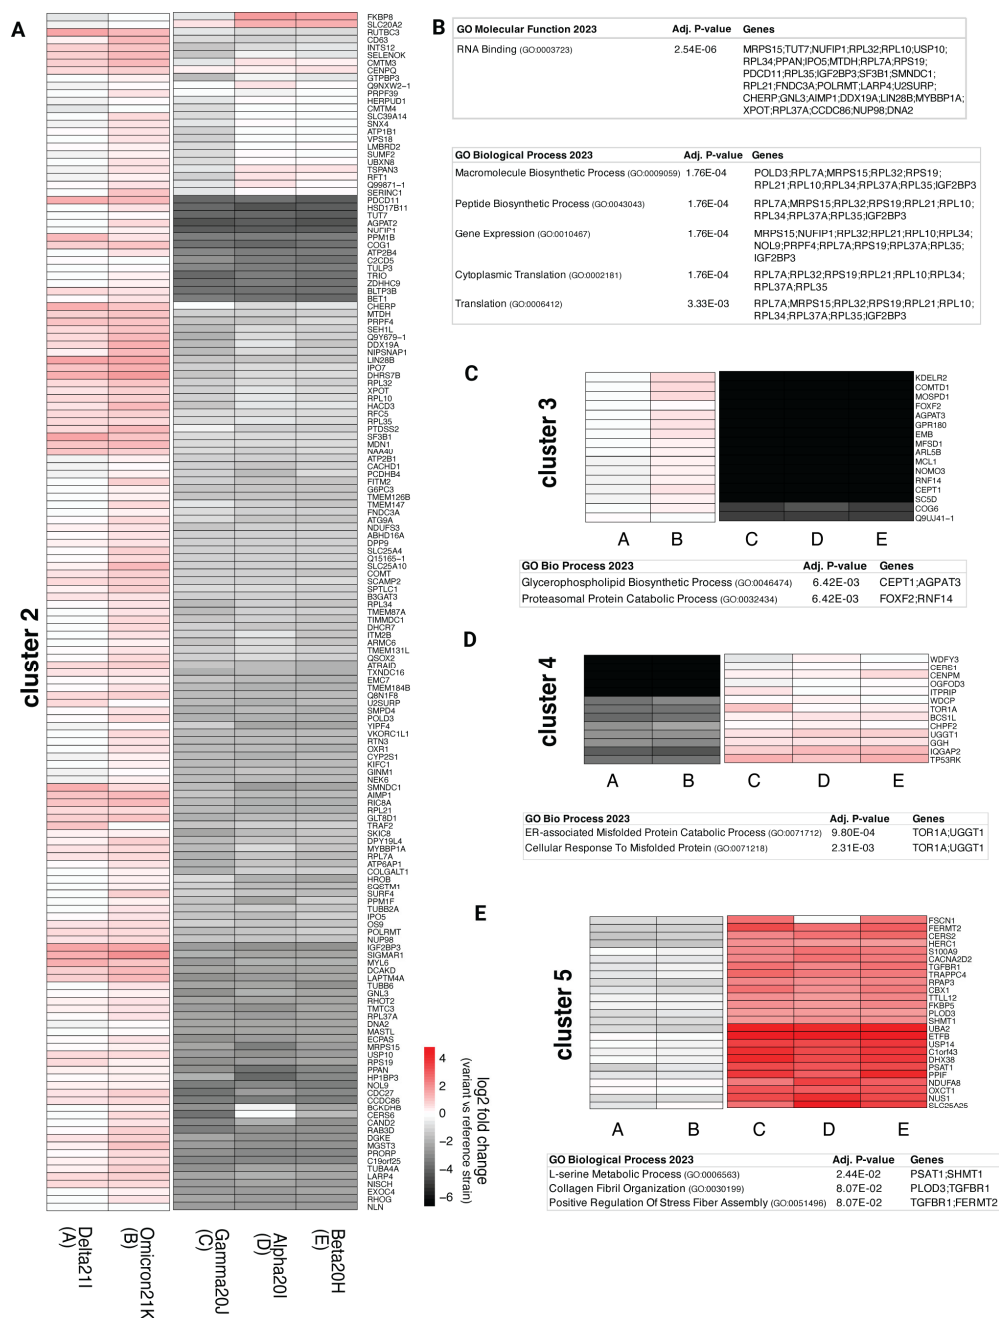 A
FKBP8
SLC20A2
RUTBC3
CD63
INTS12
SELENOK
CMTM3
CENPQ
GTPBP3
Q9NXW2-1
PRPF39
HERPUD1
CMTM4
SLC39A14
SNX4
ATP1B1
VPS18
LMBRD2
SUMF2
UBXN8
TSPAN3
RFT1
Q99871-1
SERINC1
PDCD11
HSD17B11
TUT7
AGPAT2
NUFIP1
PPM1B
COG1
ATP2B4
C2CD5
TULP3
TRIO
ZDHHC9
BLTP3B
BET1
CHERP
MTDH
PRPF4
SEH1L
Q9Y679-1
DDX19A
NIPSNAP1
LIN28B
IPO7
DHRS7B
RPL32
XPOT
RPL10
HACD3
RFC5
RPL35
PTDSS2
SF3B1
MDN1
NAA40
ATP2B1
CACHD1
PCDHB4
FITM2
G6PC3
TMEM126B
TMEM147
FNDC3A
ATG9A
NDUFS3
ABHD16A
DPP9
SLC25A4
Q15165-1
SLC25A10
COMT
SCAMP2
SPTLC1
B3GAT3
RPL34
TMEM87A
TIMMDC1
DHCR7
ITM2B
ARMC6
TMEM131L
QSOX2
ATRAID
TXNDC16
EMC7
TMEM184B
Q8N1F8
U2SURP
SMPD4
POLD3
YIPF4
VKORC1L1
RTN3
OXR1
CYP2S1
KIFC1
GINM1
NEK6
SMNDC1
AIMP1
RIC8A
RPL21
GLT8D1
TRAF2
SKIC8
DPY19L4
MYBBP1A
RPL7A
ATP6AP1
COLGALT1
HROB
SQSTM1
SURF4
PPM1F
TUBB2A
IPO5
OS9
POLRMT
NUP98
IGF2BP3
SIGMAR1
MYL6
DCAKD
LAPTM4A
TUBB6
GNL3
RHOT2
TMTC3
RPL37A
DNA2
MASTL
ECPAS
MRPS15
USP10
RPS19
PPAN
HP1BP3
NOL9
CDC27
CCDC86
BCKDHB
CERS6
CAND2
RAB3D
DGKE
MGST3
PRORP
C19orf25
TUBA4A
LARP4
NISCH
EXOC4
RHOG
NLN
cluster 2
Delta21I
(A)
Omicron21K
(B)
Gamma20J
(C)
Alpha20I
(D)
Beta20H
(E)
4
2
0
−2
−4
−6
log2 fold change
(variant vs reference strain)
B
GO Molecular Function 2023 Adj. P-value Genes
RNA Binding (GO:0003723) 2.54E-06 MRPS15;TUT7;NUFIP1;RPL32;RPL10;USP10;
RPL34;PPAN;IPO5;MTDH;RPL7A;RPS19;
PDCD11;RPL35;IGF2BP3;SF3B1;SMNDC1;
RPL21;FNDC3A;POLRMT;LARP4;U2SURP;
CHERP;GNL3;AIMP1;DDX19A;LIN28B;MYBBP1A;
XPOT;RPL37A;CCDC86;NUP98;DNA2
GO Biological Process 2023 Adj. P-value Genes
Macromolecule Biosynthetic Process (GO:0009059) 1.76E-04 POLD3;RPL7A;MRPS15;RPL32;RPS19;
RPL21;RPL10;RPL34;RPL37A;RPL35;IGF2BP3
Peptide Biosynthetic Process (GO:0043043) 1.76E-04 RPL7A;MRPS15;RPL32;RPS19;RPL21;RPL10;
RPL34;RPL37A;RPL35;IGF2BP3
Gene Expression (GO:0010467) 1.76E-04 MRPS15;NUFIP1;RPL32;RPL21;RPL10;RPL34;
NOL9;PRPF4;RPL7A;RPS19;RPL37A;RPL35;
IGF2BP3
Cytoplasmic Translation (GO:0002181) 1.76E-04 RPL7A;RPL32;RPS19;RPL21;RPL10;RPL34;
RPL37A;RPL35
Translation (GO:0006412) 3.33E-03 RPL7A;MRPS15;RPL32;RPS19;RPL21;RPL10;
RPL34;RPL37A;RPL35;IGF2BP3
C
cluster 3
KDELR2
COMTD1
MOSPD1
FOXF2
AGPAT3
GPR180
EMB
MFSD1
ARL5B
MCL1
NOMO3
RNF14
CEPT1
SC5D
COG6
Q9UJ41-1
A B C D E
GO Bio Process 2023 Adj. P-value Genes
Glycerophospholipid Biosynthetic Process (GO:0046474) 6.42E-03 CEPT1;AGPAT3
Proteasomal Protein Catabolic Process (GO:0032434) 6.42E-03 FOXF2;RNF14
D
cluster 4
WDFY3
CERS1
CENPM
OGFOD3
ITPRIP
WDCP
TOR1A
BCS1L
CHPF2
UGGT1
GGH
IQGAP2
TP53RK
A B C D E
GO Bio Process 2023 Adj. P-value Genes
ER-associated Misfolded Protein Catabolic Process (GO:0071712) 9.80E-04 TOR1A;UGGT1
Cellular Response To Misfolded Protein (GO:0071218) 2.31E-03 TOR1A;UGGT1
E
cluster 5
FSCN1
FERMT2
CERS2
HERC1
S100A9
CACNA2D2
TGFBR1
TRAPPC4
RPAP3
CBX1
TTLL12
FKBP5
PLOD3
SHMT1
UBA2
ETFB
USP14
C1orf43
DHX38
PSAT1
PPIF
NDUFA8
OXCT1
NUS1
SLC25A25
A B C D E
GO Biological Process 2023 Adj. P-value Genes
L-serine Metabolic Process (GO:0006563) 2.44E-02 PSAT1;SHMT1
Collagen Fibril Organization (GO:0030199) 8.07E-02 PLOD3;TGFBR1
Positive Regulation Of Stress Fiber Assembly (GO:0051496) 8.07E-02 TGFBR1;FERMT2